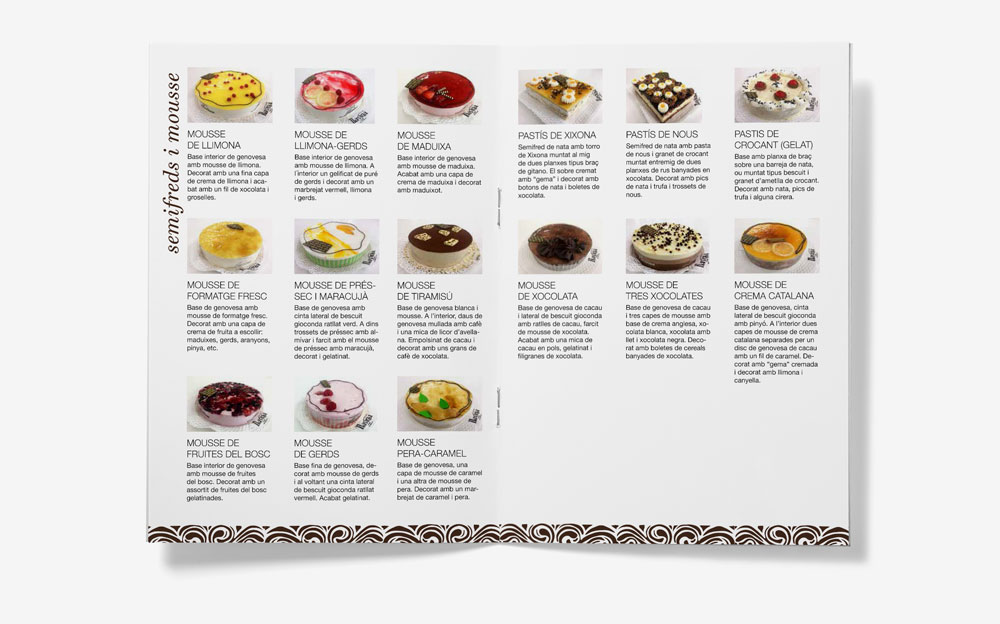 semifreds i mousse
MOUSSE
DE LLIMONA
Base interior de genovesa
amb mousse de llimona.
Decorat amb una fina capa
de crema de llimona i aca-
bat amb un fil de xocolata i
groselles.
MOUSSE DE
LLIMONA-GERDS
Base interior de genovesa
amb mousse de llimona. A
l'interior un gelificat de puré
de gerds i decorat amb un
marbrejat vermell, llimona
i gerds.
MOUSSE
DE MADUIXA
Base interior de genovesa
amb mousse de maduixa.
Acabat amb una capa de
crema de maduixa i decorat
amb maduixot.
PASTÍS DE XIXONA
Semifred de nata amb torro
de Xixona muntat al mig
de dues planxes tipus braç
de gitano. El sobre cremat
amb "gema" i decorat amb
botons de nata i boletes de
xocolata.
PASTÍS DE NOUS
Semifred de nata amb pasta
de nous i granet de crocant
muntat entremig de dues
planxes de rus banyades en
xocolata. Decorat amb pics
de nata i trufa i trossets de
nous.
PASTIS DE
CROCANT (GELAT)
Base amb planxa de braç
sobre una barreja de nata,
ou muntat tipus bescuit i
granet d'ametlla de crocant.
Decorat amb nata, pics de
trufa i alguna cirera.
MOUSSE DE
FORMATGE FRESC
Base de genovesa amb
mousse de formatge fresc.
Decorat amb una capa de
crema de fruita a escollir:
maduixes, gerds, aranyons,
pinya, etc.
MOUSSE DE PRÉS-
SEC I MARACUJÀ
Base de genovesa amb
cinta lateral de bescuit
gioconda ratllat verd. A dins
trossets de préssec amb al-
mívar i farcit amb el mousse
de préssec amb maracujà,
decorat i gelatinat.
MOUSSE
DE TIRAMISÚ
Base de genovesa blanca i
mousse. A l'interior, daus de
genovesa mullada amb cafè
i una mica de licor d'avella-
na. Empolsinat de cacau i
decorat amb uns grans de
cafè de xocolata.
MOUSSE
DE XOCOLATA
Base de genovesa de cacau
i lateral de bescuit gioconda
amb ratlles de cacau, farcit
de mousse de xocolata.
Acabat amb una mica de
cacau en pols, gelatinat i
filigranes de xocolata.
MOUSSE DE
TRES XOCOLATES
Base de genovesa de cacau
i tres capes de mousse amb
base de crema anglesa, xo-
colata blanca, xocolata amb
llet i xocolata negra. Deco-
rat amb boletes de cereals
banyades de xocolata.
MOUSSE DE
CREMA CATALANA
Base de genovesa, cinta
lateral de bescuit gioconda
amb pinyó. A l'interior dues
capes de mousse de crema
catalana separades per un
disc de genovesa de cacau
amb un fil de caramel. De-
corat amb "gema" cremada
i decorat amb llimona i
canyella.
MOUSSE DE
FRUITES DEL BOSC
Base interior de genovesa
amb mousse de fruites
del bosc. Decorat amb un
assortit de fruites del bosc
gelatinades.
MOUSSE
DE GERDS
Base fina de genovesa, de-
corat amb mousse de gerds
i al voltant una cinta lateral
de bescuit gioconda ratllat
vermell. Acabat gelatinat.
MOUSSE
PERA-CARAMEL
Base de genovesa, una
capa de mousse de caramel
i una altra de mousse de
pera. Decorat amb un mar-
brejat de caramel i pera.